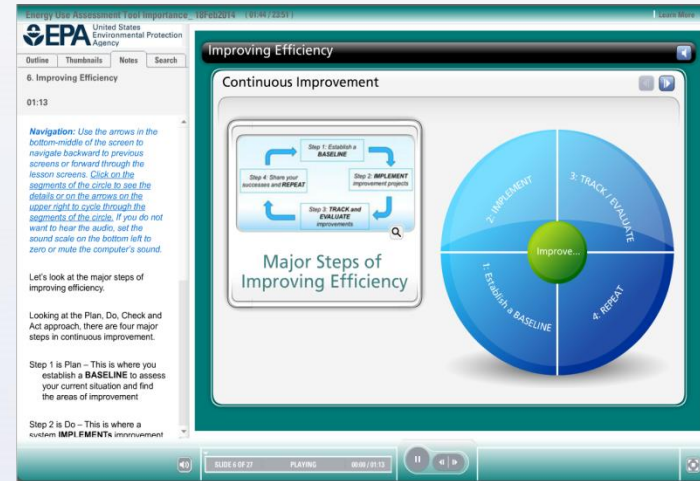 Energy Use Assessment Tool Importance_ 18Feb2014 ( 01:44 / 23:51 )
Learn More
EPA
United States
Environmental Protection
Agency
Outline Thumbnails Notes Search
6. Improving Efficiency
01:13
Navigation: Use the arrows in the
bottom-middle of the screen to
navigate backward to previous
screens or forward through the
lesson screens. Click on the
segments of the circle to see the
details or on the arrows on the
upper right to cycle through the
segments of the circle. If you do not
want to hear the audio, set the
sound scale on the bottom left to
zero or mute the computer's sound.
Let's look at the major steps of
improving efficiency.
Looking at the Plan, Do, Check and
Act approach, there are four major
steps in continuous improvement.
Step 1 is Plan – This is where you
establish a BASELINE to assess
your current situation and find
the areas of improvement
Step 2 is Do – This is where a
system IMPLEMENTs improvement
Improving Efficiency
Continuous Improvement
Step 1: Establish a
BASELINE
Step 4: Share your
successes and REPEAT
Step 2: IMPLEMENT
improvement projects
Step 3: TRACK and
EVALUATE
improvements
Major Steps of
Improving Efficiency
2: IMPLEMENT
3: TRACK / EVALUATE
Improve...
1: Establish a BASELINE
4: REPEAT
SLIDE 6 OF 27 PLAYING 00:00 / 01:13